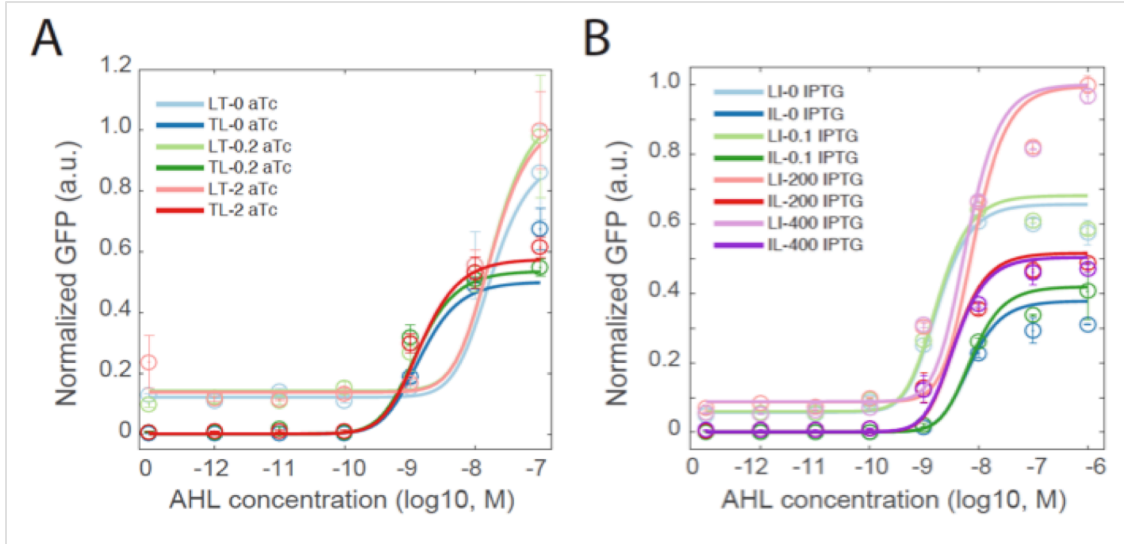 A
Normalized GFP (a.u.)
1.2
1.0
0.8
0.6
0.4
0.2
0
LT-0 aTc
TL-0 aTc
LT-0.2 aTc
TL-0.2 aTc
LT-2 aTc
TL-2 aTc
0 -12 -11 -10 -9 -8 -7
AHL concentration (log10, M)
B
Normalized GFP (a.u.)
1.0
0.8
0.6
0.4
0.2
0
LI-0 IPTG
IL-0 IPTG
LI-0.1 IPTG
IL-0.1 IPTG
LI-200 IPTG
IL-200 IPTG
LI-400 IPTG
IL-400 IPTG
0 -12 -11 -10 -9 -8 -7 -6
AHL concentration (log10, M)